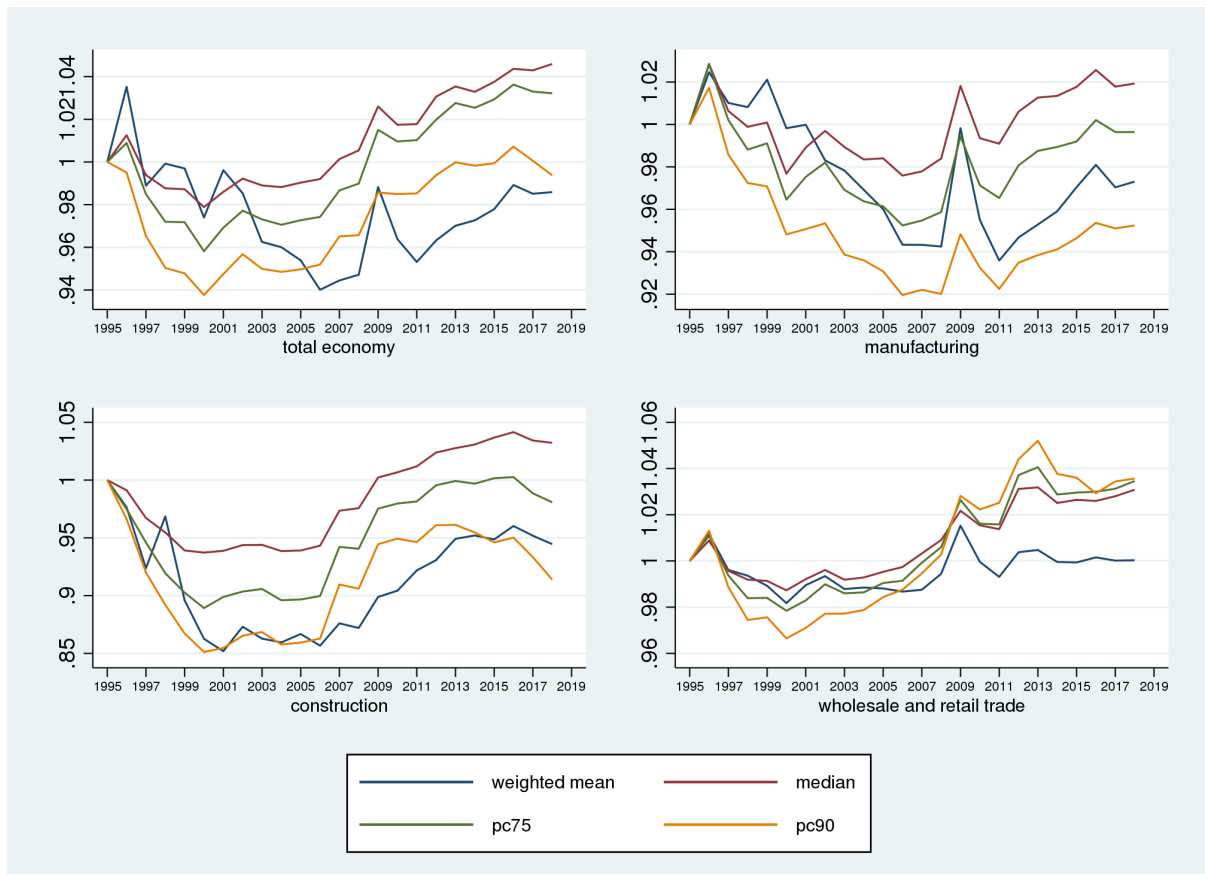 .94 .96 .98 1 1.02 1.04
1995 1997 1999 2001 2003 2005 2007 2009 2011 2013 2015 2017 2019
total economy
.92 .94 .96 .98 1 1.02
1995 1997 1999 2001 2003 2005 2007 2009 2011 2013 2015 2017 2019
manufacturing
.85 .9 .95 1 1.05
1995 1997 1999 2001 2003 2005 2007 2009 2011 2013 2015 2017 2019
construction
.96 .98 1 1.02 1.04 1.06
1995 1997 1999 2001 2003 2005 2007 2009 2011 2013 2015 2017 2019
wholesale and retail trade
weighted mean median
pc75 pc90